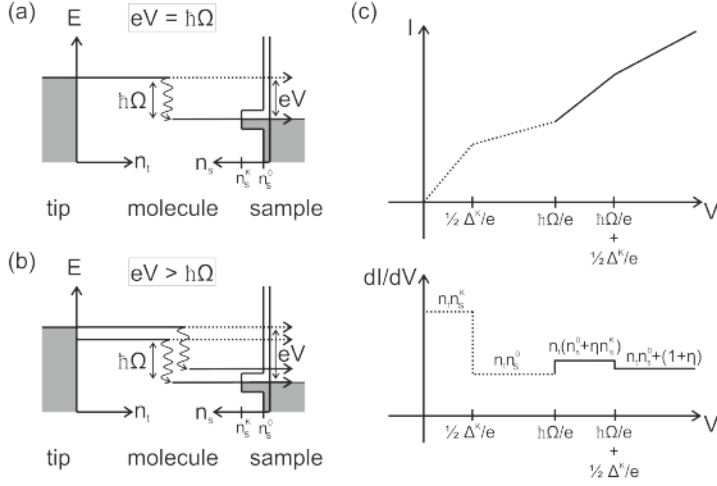 (a)
E
eV = ħΩ
ħΩ
eV
n_t
n_s
n_s^K
n_s^0
tip
molecule
sample
(b)
E
eV > ħΩ
ħΩ
eV
n_t
n_s
n_s^K
n_s^0
tip
molecule
sample
(c)
I
V
½ Δ^K/e
ħΩ/e
ħΩ/e
+
½ Δ^K/e
dI/dV
n_t n_s^K
n_t n_s^0
n_t(n_s^0+ηn_s^K)
n_t n_s^0+(1+η)
V
½ Δ^K/e
ħΩ/e
ħΩ/e
+
½ Δ^K/e